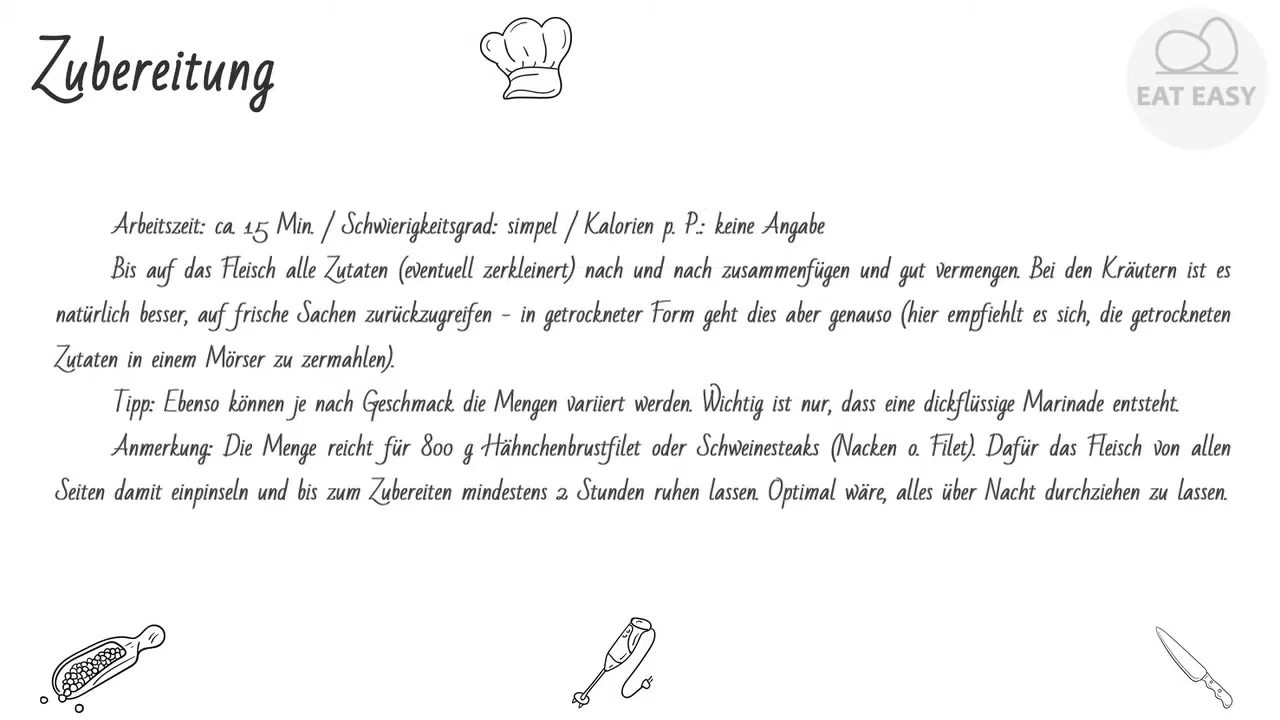 Zubereitung
EAT EASY
Arbeitszeit: ca. 15 Min. / Schwierigkeitsgrad: simpel / Kalorien p. P.: keine Angabe
Bis auf das Fleisch alle Zutaten (eventuell zerkleinert) nach und nach zusammenfügen und gut vermengen. Bei den Kräutern ist es
natürlich besser, auf frische Sachen zurückzugreifen - in getrockneter Form geht dies aber genauso (hier empfiehlt es sich, die getrockneten
Zutaten in einem Mörser zu zermahlen).
Tipp: Ebenso können je nach Geschmack die Mengen variiert werden. Wichtig ist nur, dass eine dickflüssige Marinade entsteht.
Anmerkung: Die Menge reicht für 800 g Hähnchenbrustfilet oder Schweinesteaks (Nacken o. Filet). Dafür das Fleisch von allen
Seiten damit einpinseln und bis zum Zubereiten mindestens 2 Stunden ruhen lassen. Optimal wäre, alles über Nacht durchziehen zu lassen.